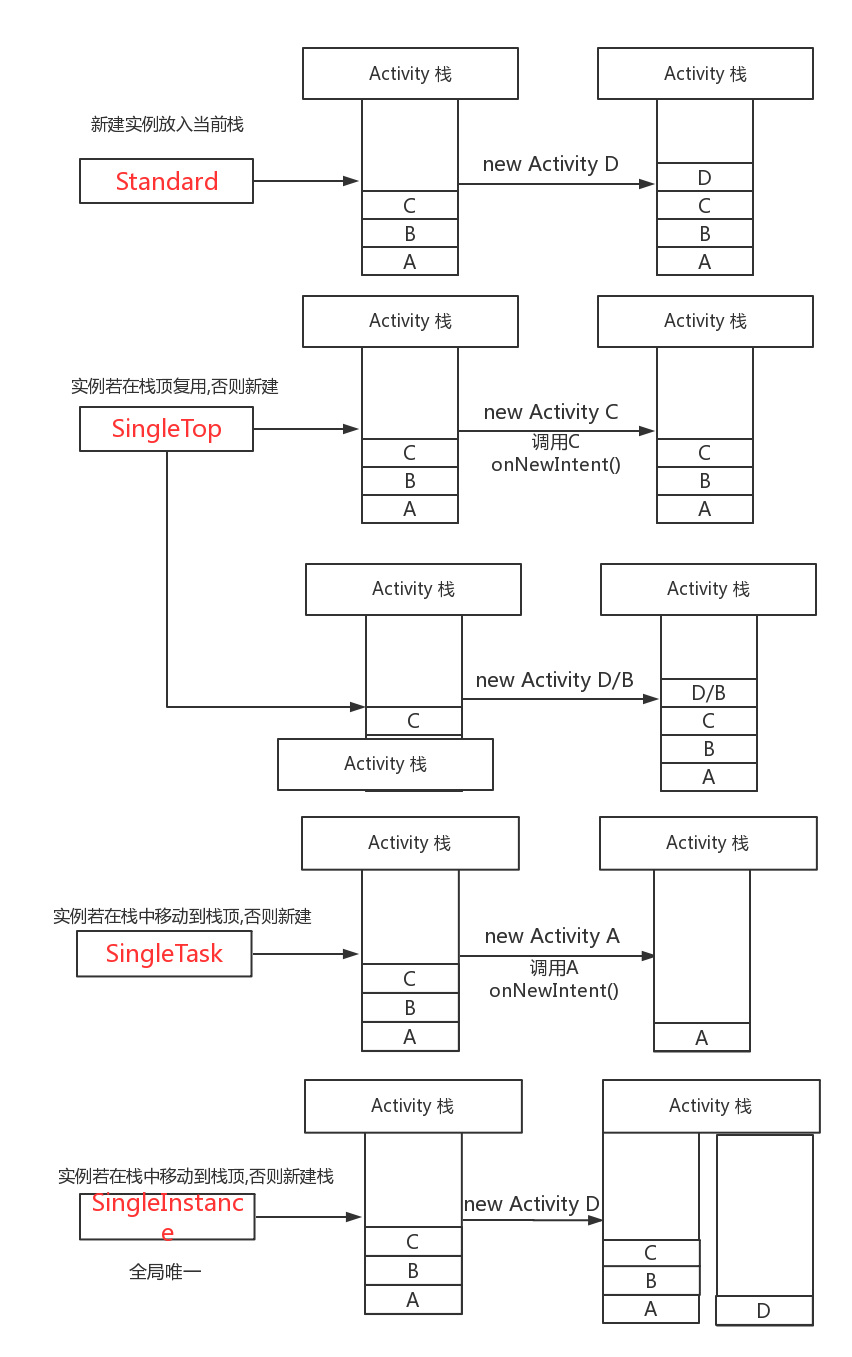 Activity 栈
Activity 栈
新建实例放入当前栈
Standard
new Activity D
C
B
A
D
C
B
A
Activity 栈
Activity 栈
实例若在栈顶复用,否则新建
SingleTop
new Activity C
调用C
onNewIntent()
C
B
A
C
B
A
Activity 栈
Activity 栈
new Activity D/B
C
Activity 栈
D/B
C
B
A
Activity 栈
Activity 栈
实例若在栈中移动到栈顶,否则新建
SingleTask
new Activity A
调用A
onNewIntent()
C
B
A
A
Activity 栈
Activity 栈
实例若在栈中移动到栈顶,否则新建栈
SingleInstanc
e
全局唯一
new Activity D
C
B
A
C
B
A
D